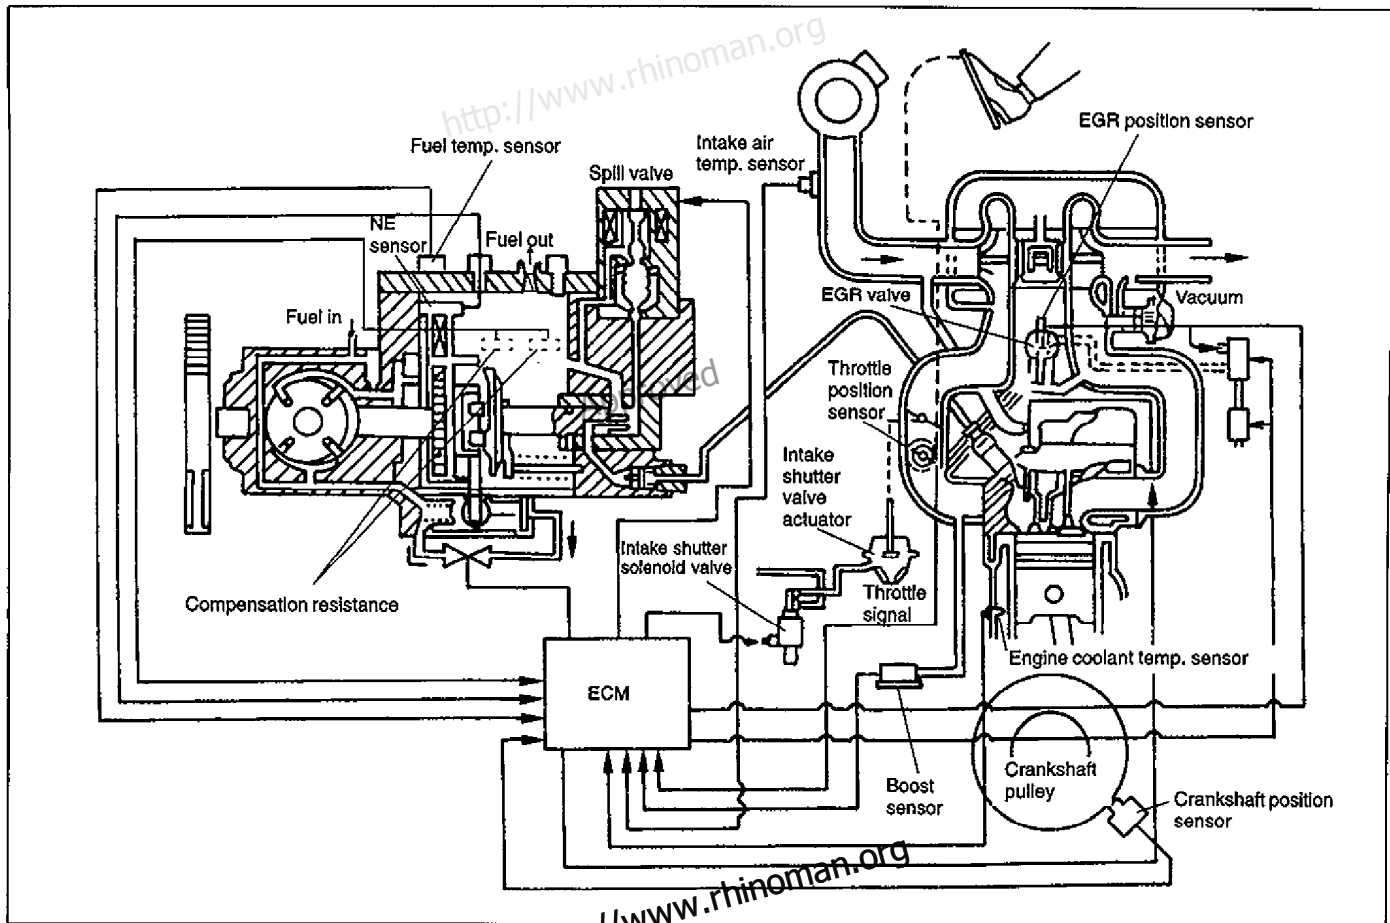 http://www.rhinoman.org
EGR position sensor
Fuel temp. sensor
Intake air
temp. sensor
Spill valve
NE
sensor
Fuel out
Fuel in
EGR valve
Vacuum
Throttle
position
sensor
Intake
shutter
valve
actuator
Intake shutter
solenoid valve
Throttle
signal
Compensation resistance
ECM
Engine coolant temp. sensor
Crankshaft
pulley
Boost
sensor
Crankshaft position
sensor
//www.rhinoman.org